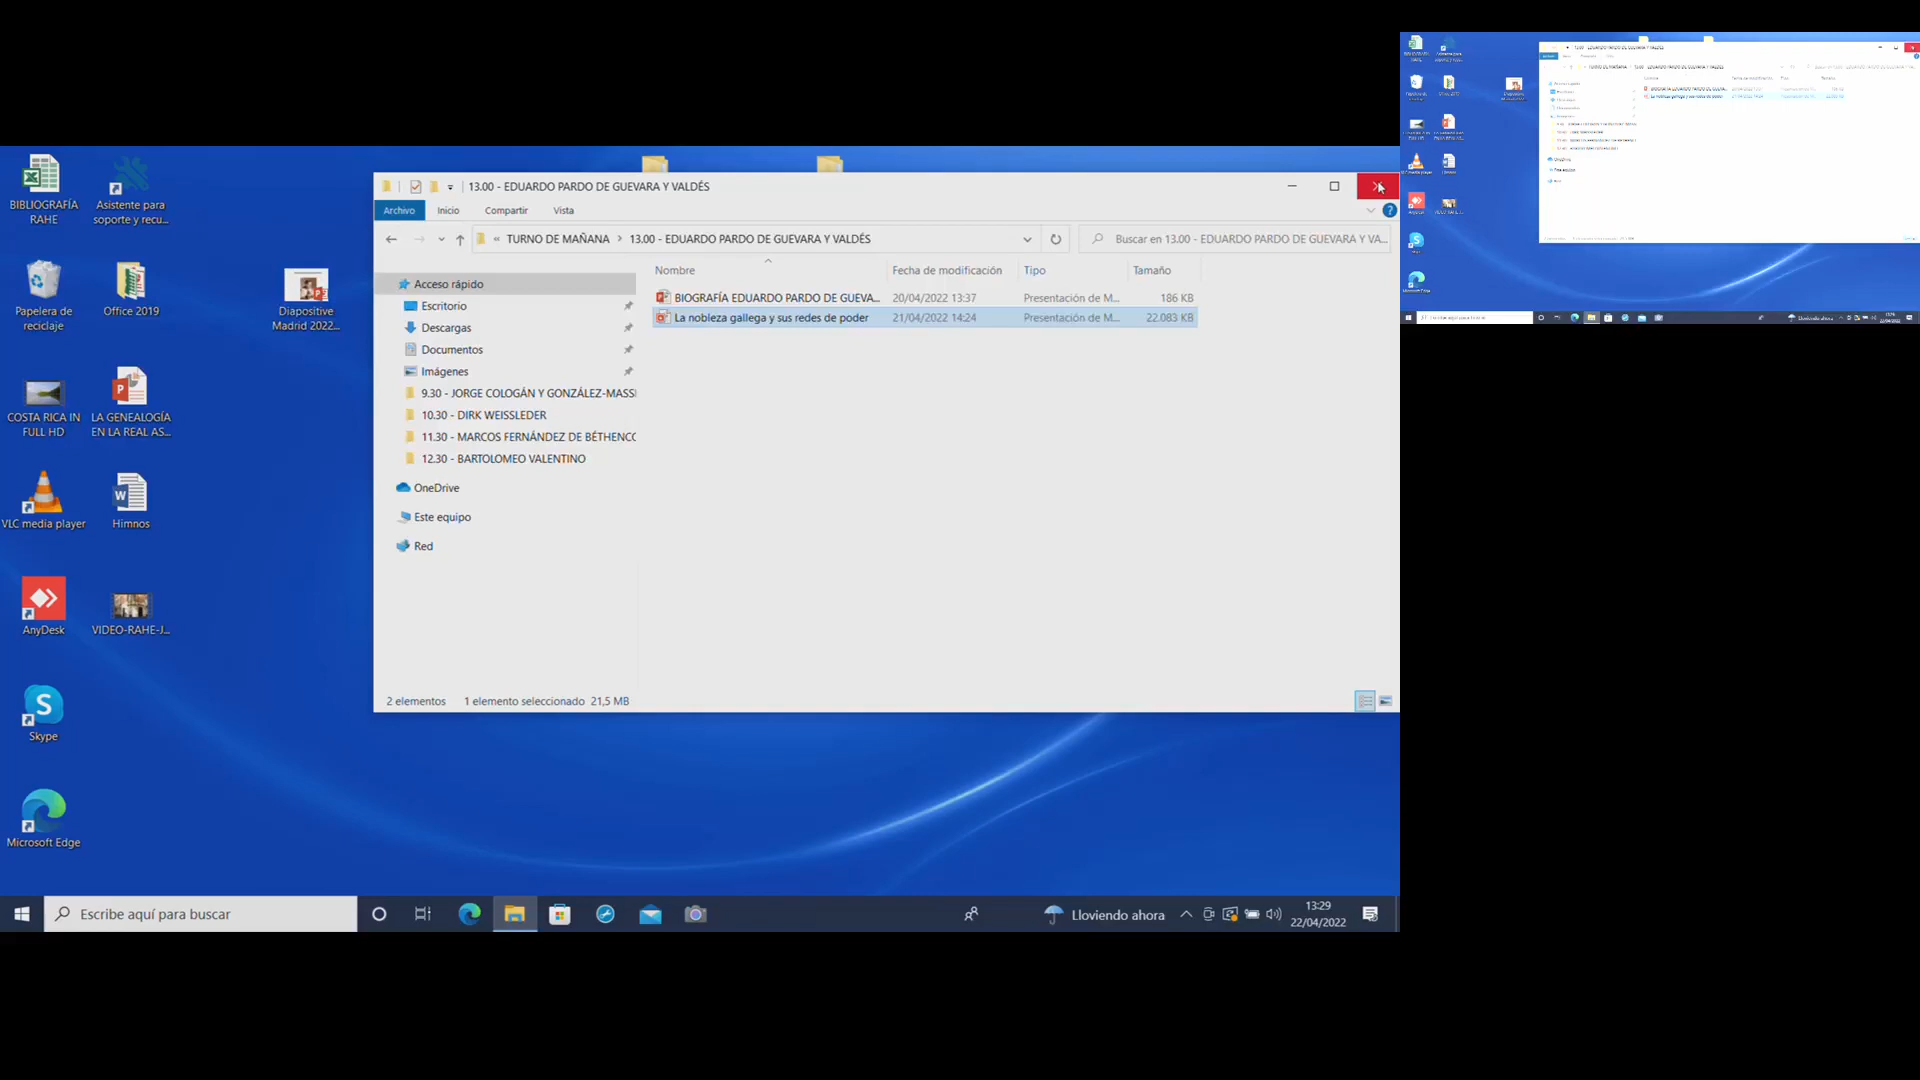 BIBLIOGRAFÍA
RAHE
Asistente para
soporte y recu...
Papelera de
reciclaje
Office 2019
Diapositive
Madrid 2022...
COSTA RICA IN
FULL HD
LA GENEALOGÍA
EN LA REAL AS...
VLC media player
Himnos
AnyDesk
VIDEO-RAHE-J...
Skype
Microsoft Edge
13.00 - EDUARDO PARDO DE GUEVARA Y VALDÉS
Archivo Inicio Compartir Vista
« TURNO DE MAÑANA > 13.00 - EDUARDO PARDO DE GUEVARA Y VALDÉS
Buscar en 13.00 - EDUARDO PARDO DE GUEVARA Y VA...
Nombre Fecha de modificación Tipo Tamaño
BIOGRAFÍA EDUARDO PARDO DE GUEVA... 20/04/2022 13:37 Presentación de M... 186 KB
La nobleza gallega y sus redes de poder 21/04/2022 14:24 Presentación de M... 22.083 KB
Acceso rápido
Escritorio
Descargas
Documentos
Imágenes
9.30 - JORGE COLOGÁN Y GONZÁLEZ-MASS
10.30 - DIRK WEISSLEDER
11.30 - MARCOS FERNÁNDEZ DE BÉTHENCO
12.30 - BARTOLOMEO VALENTINO
OneDrive
Este equipo
Red
2 elementos 1 elemento seleccionado 21,5 MB
Escribe aquí para buscar
Lloviendo ahora
13:29
22/04/2022